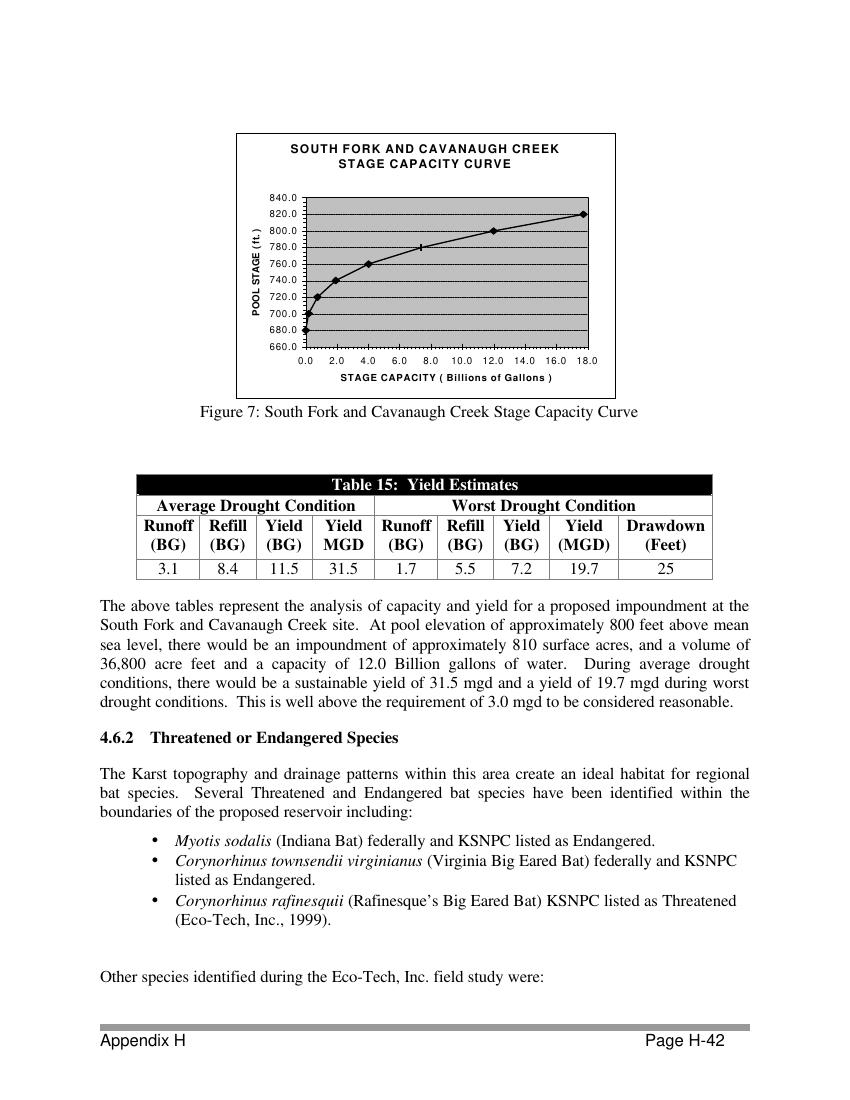 SOUTH FORK AND CAVANAUGH CREEK
STAGE CAPACITY CURVE
840.0
820.0
800.0
780.0
760.0
740.0
720.0
700.0
680.0
660.0
POOL STAGE (ft.)
0.0 2.0 4.0 6.0 8.0 10.0 12.0 14.0 16.0 18.0
STAGE CAPACITY ( Billions of Gallons )
Figure 7: South Fork and Cavanaugh Creek Stage Capacity Curve
Table 15: Yield Estimates
Average Drought Condition Worst Drought Condition
Runoff Refill Yield Yield Runoff Refill Yield Yield Drawdown
(BG) (BG) (BG) MGD (BG) (BG) (BG) (MGD) (Feet)
3.1 8.4 11.5 31.5 1.7 5.5 7.2 19.7 25
The above tables represent the analysis of capacity and yield for a proposed impoundment at the
South Fork and Cavanaugh Creek site. At pool elevation of approximately 800 feet above mean
sea level, there would be an impoundment of approximately 810 surface acres, and a volume of
36,800 acre feet and a capacity of 12.0 Billion gallons of water. During average drought
conditions, there would be a sustainable yield of 31.5 mgd and a yield of 19.7 mgd during worst
drought conditions. This is well above the requirement of 3.0 mgd to be considered reasonable.
4.6.2 Threatened or Endangered Species
The Karst topography and drainage patterns within this area create an ideal habitat for regional
bat species. Several Threatened and Endangered bat species have been identified within the
boundaries of the proposed reservoir including:
• Myotis sodalis (Indiana Bat) federally and KSNPC listed as Endangered.
• Corynorhinus townsendii virginianus (Virginia Big Eared Bat) federally and KSNPC
listed as Endangered.
• Corynorhinus rafinesquii (Rafinesque's Big Eared Bat) KSNPC listed as Threatened
(Eco-Tech, Inc., 1999).
Other species identified during the Eco-Tech, Inc. field study were:
Appendix H Page H-42